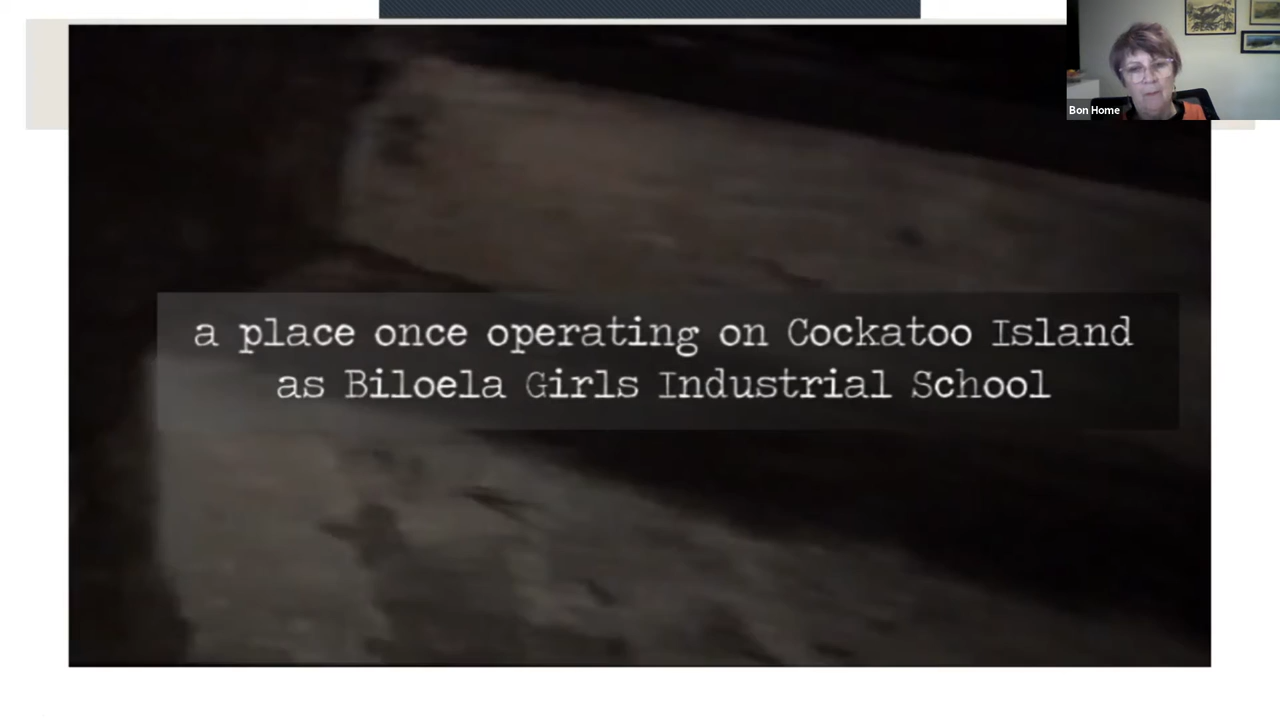 Bon Home
a place once operating on Cockatoo Island
as Biloela Girls Industrial School